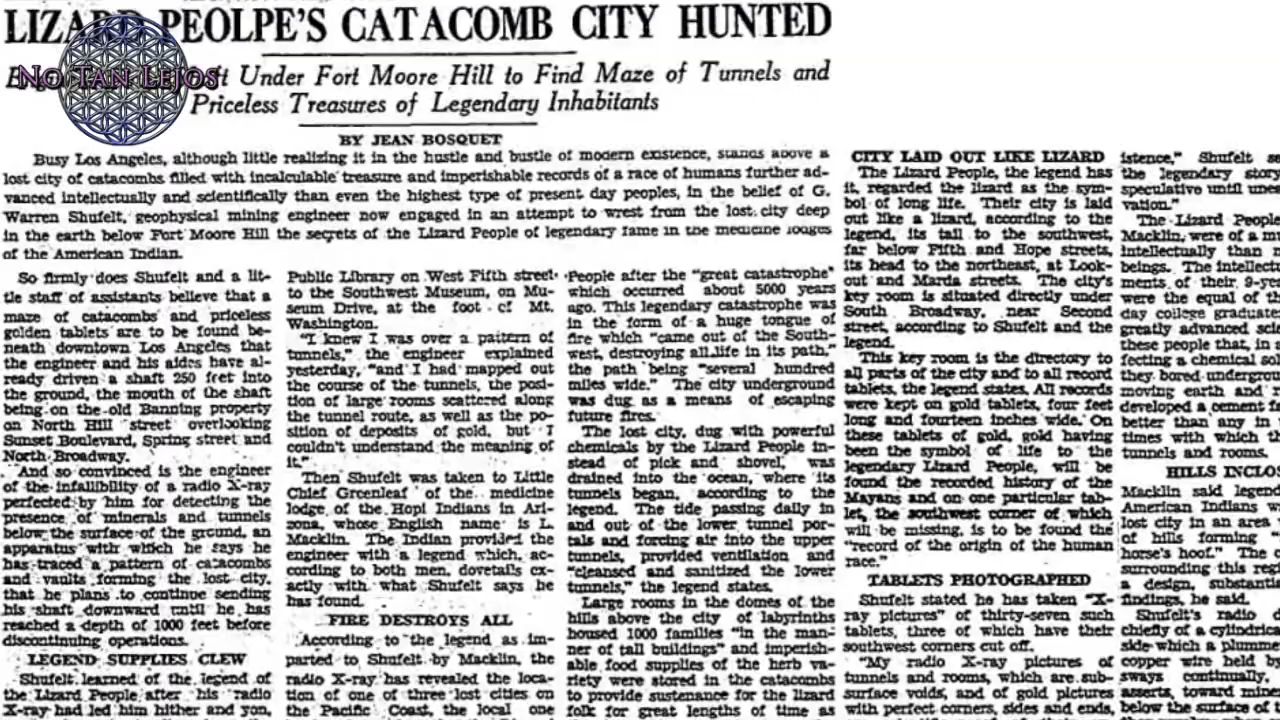 LIZARD PEOLPE'S CATACOMB CITY HUNTED
No Tan Lejos
Under Fort Moore Hill to Find Maze of Tunnels and
Priceless Treasures of Legendary Inhabitants
BY JEAN BOSQUET
Busy Los Angeles, although little realizing it in the hustle and bustle of modern existence, stands above a
lost city of catacombs filled with incalculable treasure and imperishable records of a race of humans further ad-
vanced intellectually and scientifically than even the highest type of present day peoples, in the belief of G.
Warren Shufelt, geophysical mining engineer now engaged in an attempt to wrest from the lost city deep
in the earth below Fort Moore Hill the secrets of the Lizard People of legendary fame in the medicine lodges
of the American Indian.
So firmly does Shufelt and a lit-
tle staff of assistants believe that a
maze of catacombs and priceless
golden tablets are to be found be-
neath downtown Los Angeles that
the engineer and his aides have al-
ready driven a shaft 250 feet into
the ground, the mouth of the shaft
being on the old Banning property
on North Hill street overlooking
Sunset Boulevard, Spring street and
North Broadway.
And so convinced is the engineer
of the infallibility of a radio X-ray
perfected by him for detecting the
presence of minerals and tunnels
below the surface of the ground, an
apparatus with which he says he
has traced a pattern of catacombs
and vaults forming the lost city,
that he plans to continue sending
his shaft downward until he has
reached a depth of 1000 feet before
discontinuing operations.
LEGEND SUPPLIES CLEW
Shufelt learned of the legend of
the Lizard People after his radio
X-ray had led him hither and yon,
Public Library on West Fifth street
to the Southwest Museum, on Mu-
seum Drive, at the foot of Mt.
Washington.
"I knew I was over a pattern of
tunnels," the engineer explained
yesterday, "and I had mapped out
the course of the tunnels, the posi-
tion of large rooms scattered along
the tunnel route, as well as the po-
sition of deposits of gold, but I
couldn't understand the meaning of
it."
Then Shufelt was taken to Little
Chief Greenleaf of the medicine
lodge of the Hopi Indians in Ari-
zona, whose English name is L.
Macklin. The Indian provided the
engineer with a legend which, ac-
cording to both men, dovetails ex-
actly with what Shufelt says he
has found.
FIRE DESTROYS ALL
According to the legend as im-
parted to Shufelt by Macklin, the
radio X-ray has revealed the loca-
tion of one of three lost cities on
the Pacific Coast, the local one
People after the "great catastrophe"
which occurred about 5000 years
ago. This legendary catastrophe was
in the form of a huge tongue of
fire which "came out of the South-
west, destroying all life in its path,"
the path being "several hundred
miles wide." The city underground
was dug as a means of escaping
future fires.
The lost city, dug with powerful
chemicals by the Lizard People in-
stead of pick and shovel, was
drained into the ocean, where its
tunnels began, according to the
legend. The tide passing daily in
and out of the lower tunnel por-
tals and forcing air into the upper
tunnels, provided ventilation and
"cleansed and sanitized the lower
tunnels," the legend states.
Large rooms in the domes of the
hills above the city of labyrinths
housed 1000 families "in the man-
ner of tall buildings" and imperish-
able food supplies of the herb va-
riety were stored in the catacombs
to provide sustenance for the lizard
folk for great lengths of time as
CITY LAID OUT LIKE LIZARD
The Lizard People, the legend has
it, regarded the lizard as the sym-
bol of long life. Their city is laid
out like a lizard, according to the
legend, its tail to the southwest,
far below Fifth and Hope streets,
its head to the northeast, at Look-
out and Marda streets. The city's
key room is situated directly under
South Broadway, near Second
street, according to Shufelt and the
legend.
This key room is the directory to
all parts of the city and to all record
tablets, the legend states. All records
were kept on gold tablets, four feet
long and fourteen inches wide. On
these tablets of gold, gold having
been the symbol of life to the
legendary Lizard People, will be
found the recorded history of the
Mayans and on one particular tab-
let, the southwest corner of which
will be missing, is to be found the
"record of the origin of the human
race."
TABLETS PHOTOGRAPHED
Shufelt stated he has taken "X-
ray pictures" of thirty-seven such
tablets, three of which have their
southwest corners cut off.
"My radio X-ray pictures of
tunnels and rooms, which are sub-
surface voids, and of gold pictures
with perfect corners, sides and ends,
istence," Shufelt
the legendary story
speculative until
vation."
The Lizard People
Macklin, were of a
intellectually than
beings. The
ments of their 9-
were the equal of
day college
greatly advanced
these people that, in
fecting a chemical
they bored
moving earth and
developed a cement
better than any in
times with which
tunnels and rooms.
HILLS
Macklin said
American Indians
lost city in an area
of hills forming
horse's hoof." The
surrounding this
a design,
findings, he said.
Shufelt's radio
chiefly of a
side which a
copper wire held by
sways continually,
asserts, toward
below the surface of